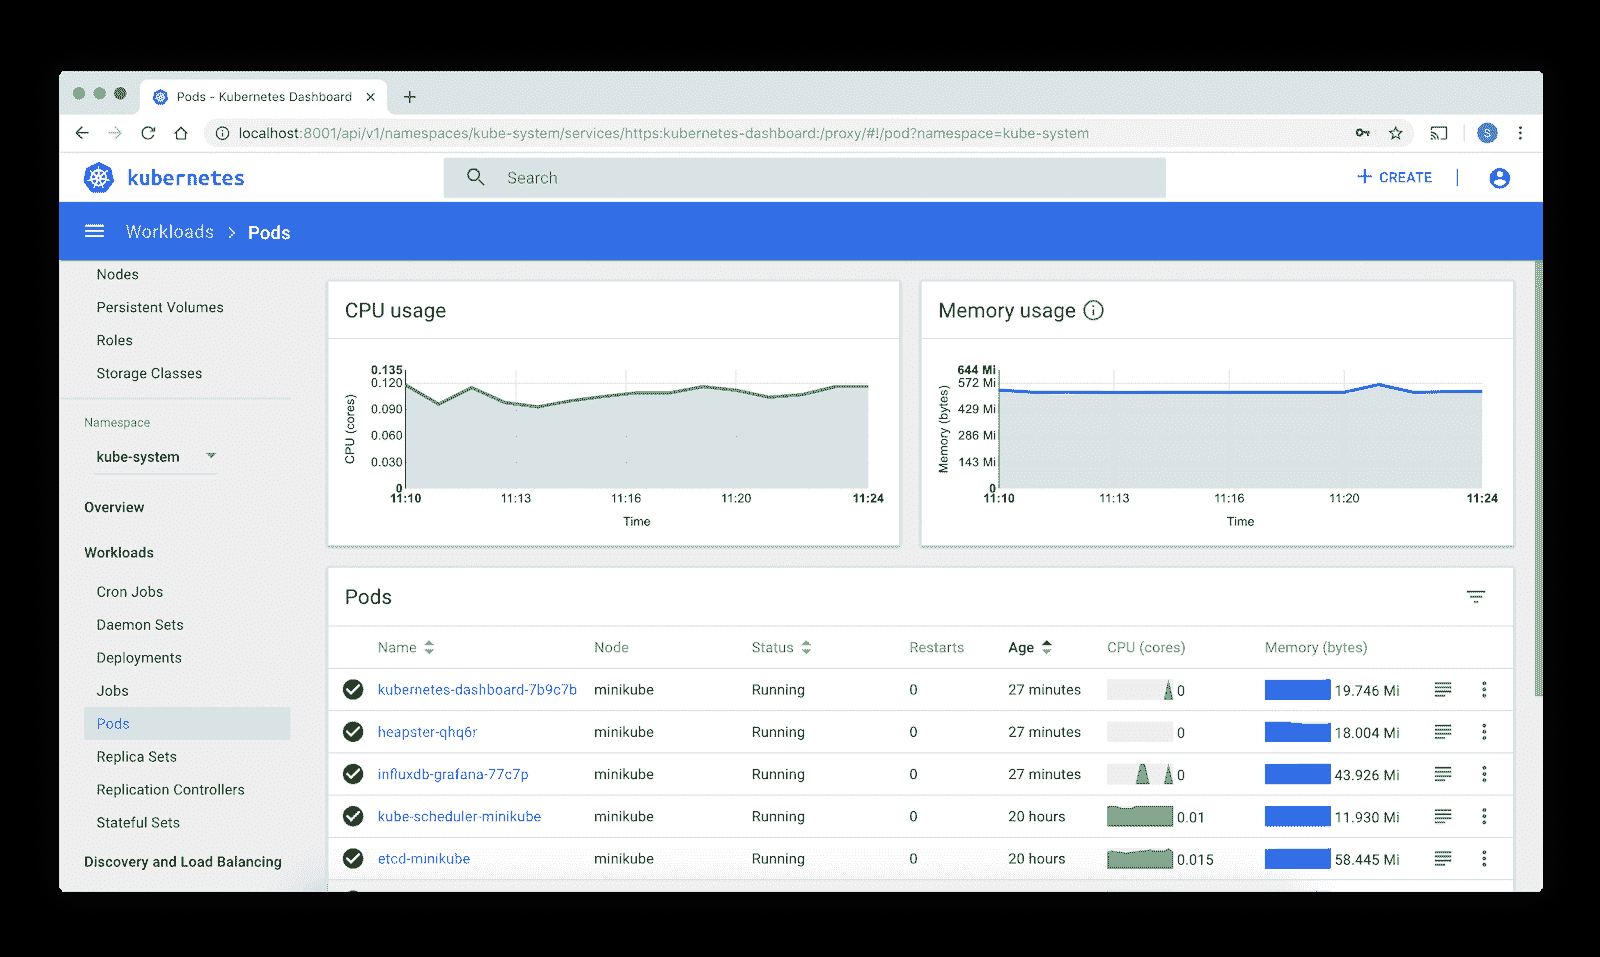 Pods - Kubernetes Dashboard
localhost:8001/api/v1/namespaces/kube-system/services/https:kubernetes-dashboard:/proxy/#!/pod?namespace=kube-system
S
kubernetes
Search
CREATE
Workloads > Pods
Nodes
Persistent Volumes
Roles
Storage Classes
Namespace
kube-system
Overview
Workloads
Cron Jobs
Daemon Sets
Deployments
Jobs
Pods
Replica Sets
Replication Controllers
Stateful Sets
Discovery and Load Balancing
CPU usage
CPU (cores)
0.135
0.120
0.090
0.060
0.030
0
11:10 11:13 11:16 11:20 11:24
Time
Memory usage
Memory (bytes)
644 Mi
572 Mi
429 Mi
286 Mi
143 Mi
0
11:10 11:13 11:16 11:20 11:24
Time
Pods
Name Node Status Restarts Age CPU (cores) Memory (bytes)
kubernetes-dashboard-7b9c7b minikube Running 0 27 minutes 0 19.746 Mi
heapster-qhq6r minikube Running 0 27 minutes 0 18.004 Mi
influxdb-grafana-77c7p minikube Running 0 27 minutes 0 43.926 Mi
kube-scheduler-minikube minikube Running 0 20 hours 0.01 11.930 Mi
etcd-minikube minikube Running 0 20 hours 0.015 58.445 Mi